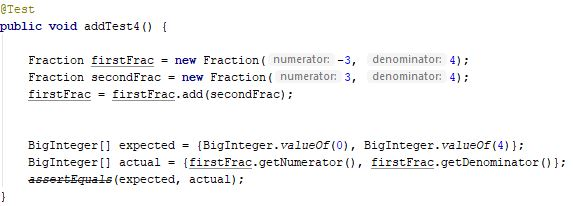 @Test
public void addTest4() {
Fraction firstFrac = new Fraction( numerator: -3, denominator: 4);
Fraction secondFrac = new Fraction( numerator: 3, denominator: 4);
firstFrac = firstFrac.add(secondFrac);
BigInteger[] expected = {BigInteger.valueOf(0), BigInteger.valueOf(4)};
BigInteger[] actual = {firstFrac.getNumerator(), firstFrac.getDenominator()};
assertEquals(expected, actual);
}